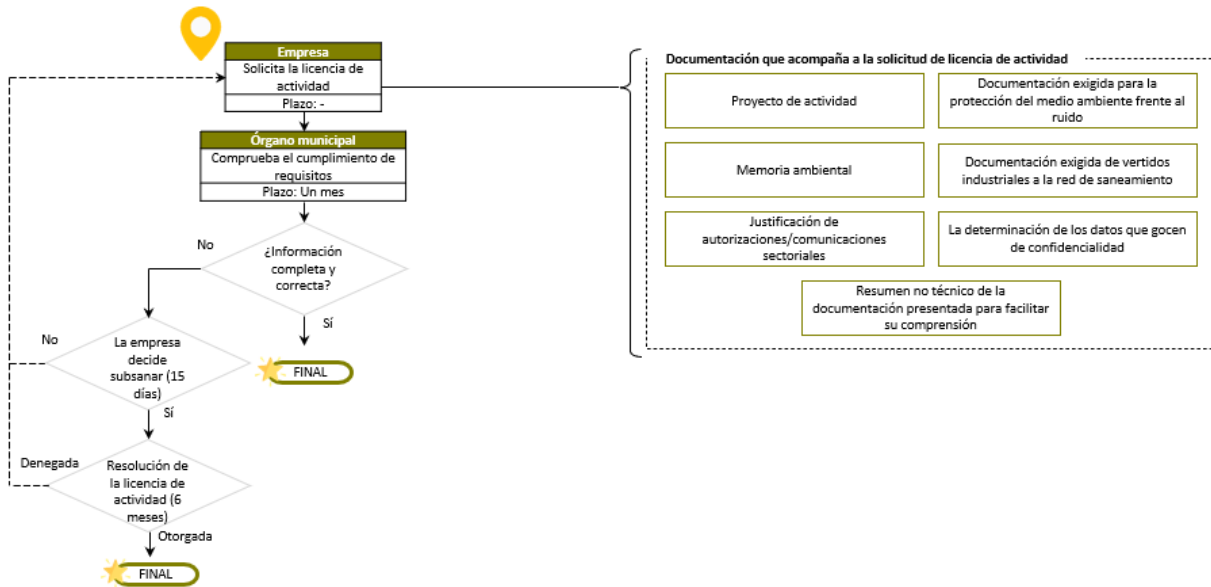 Empresa
Solicita la licencia de
actividad
Plazo: -
Órgano municipal
Comprueba el cumplimiento de
requisitos
Plazo: Un mes
No
¿Información
completa y
correcta?
Sí
FINAL
No
La empresa
decide
subsanar (15
días)
Sí
Denegada
Resolución de
la licencia de
actividad (6
meses)
Otorgada
FINAL
Documentación que acompaña a la solicitud de licencia de actividad
Proyecto de actividad
Documentación exigida para la
protección del medio ambiente frente al
ruido
Memoria ambiental
Documentación exigida de vertidos
industriales a la red de saneamiento
Justificación de
autorizaciones/comunicaciones
sectoriales
La determinación de los datos que gocen
de confidencialidad
Resumen no técnico de la
documentación presentada para facilitar
su comprensión